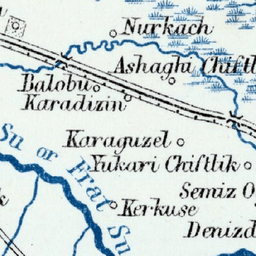 Nurkach
Ashaghi Chiftl
Balobu
Karadizin
Karaguzel
Yukari Chiftlik
Su or Frat Su
Semiz O
Kerkuse
Denizd